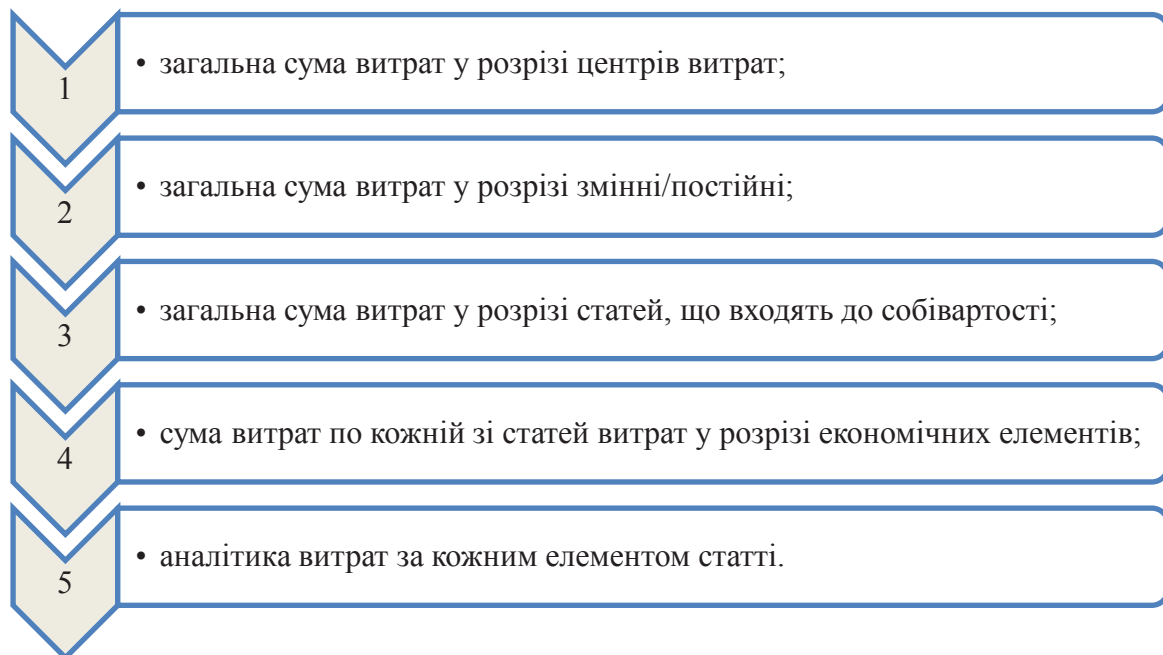 1
• загальна сума витрат у розрізі центрів витрат;
2
• загальна сума витрат у розрізі змінні/постійні;
3
• загальна сума витрат у розрізі статей, що входять до собівартості;
4
• сума витрат по кожній зі статей витрат у розрізі економічних елементів;
5
• аналітика витрат за кожним елементом статті.